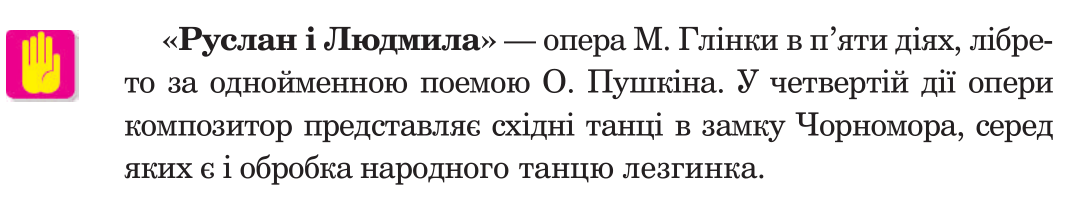 «Руслан і Людмила» — опера М. Глінки в п’яти діях, лібре-
то за однойменною поемою О. Пушкіна. У четвертій дії опери
композитор представляє східні танці в замку Чорномора, серед
яких є і обробка народного танцю лезгинка.